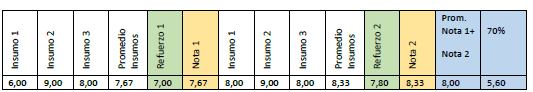 Insumo 1
Insumo 2
Insumo 3
Promedio
Insumos
Refuerzo 1
Nota 1
Insumo 1
Insumo 2
Insumo 3
Promedio
Insumos
Refuerzo 2
Nota 2
Prom.
Nota 1+
Nota 2
70%
6,00 9,00 8,00 7,67 7,00 7,67 8,00 9,00 8,00 8,33 7,80 8,33 8,00 5,60